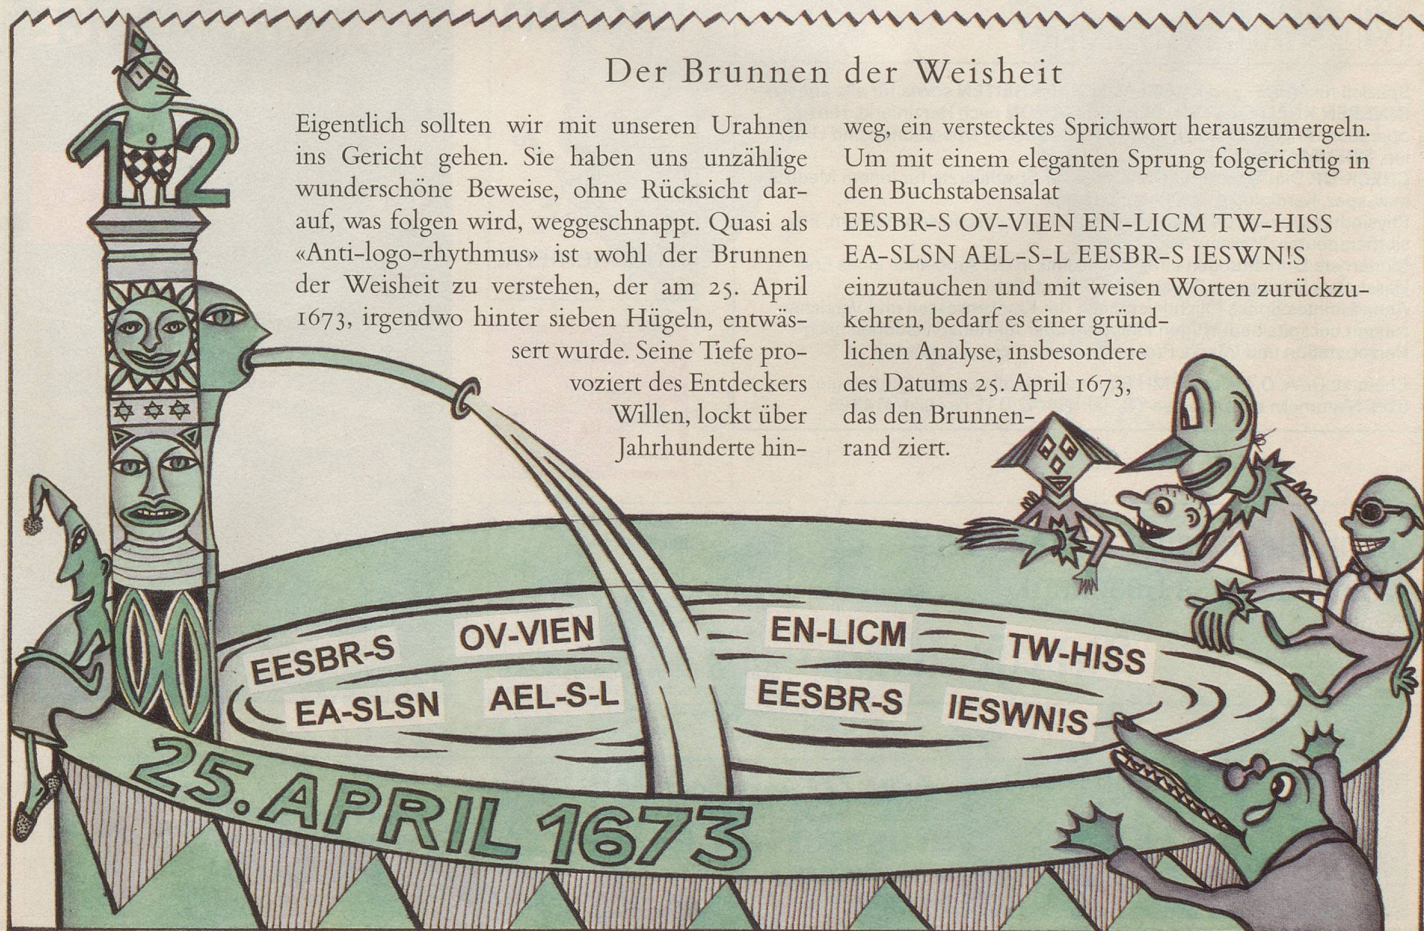 Der Brunnen der Weisheit
12
Eigentlich sollten wir mit unseren Urahnen
ins Gericht gehen. Sie haben uns unzählige
wunderschöne Beweise, ohne Rücksicht dar-
auf, was folgen wird, weggeschnappt. Quasi als
«Anti-logo-rhythmus» ist wohl der Brunnen
der Weisheit zu verstehen, der am 25. April
1673, irgendwo hinter sieben Hügeln, entwäs-
sert wurde. Seine Tiefe pro-
voziert des Entdeckers
Willen, lockt über
Jahrhunderte hin-
weg, ein verstecktes Sprichwort herauszumergeln.
Um mit einem eleganten Sprung folgerichtig in
den Buchstabensalat
EESBR-S OV-VIEN EN-LICM TW-HISS
EA-SLSN AEL-S-L EESBR-S IESWN!S
einzutauchen und mit weisen Worten zurückzu-
kehren, bedarf es einer gründ-
lichen Analyse, insbesondere
des Datums 25. April 1673,
das den Brunnen-
rand ziert.
EESBR-S OV-VIEN EN-LICM TW-HISS
EA-SLSN AEL-S-L EESBR-S IESWN!S
25. APRIL 1673